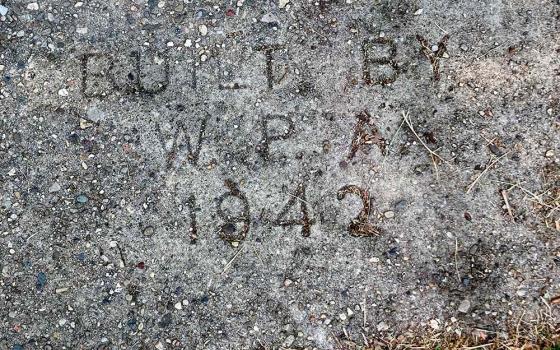 BUILT BY
W. P. A.
1942